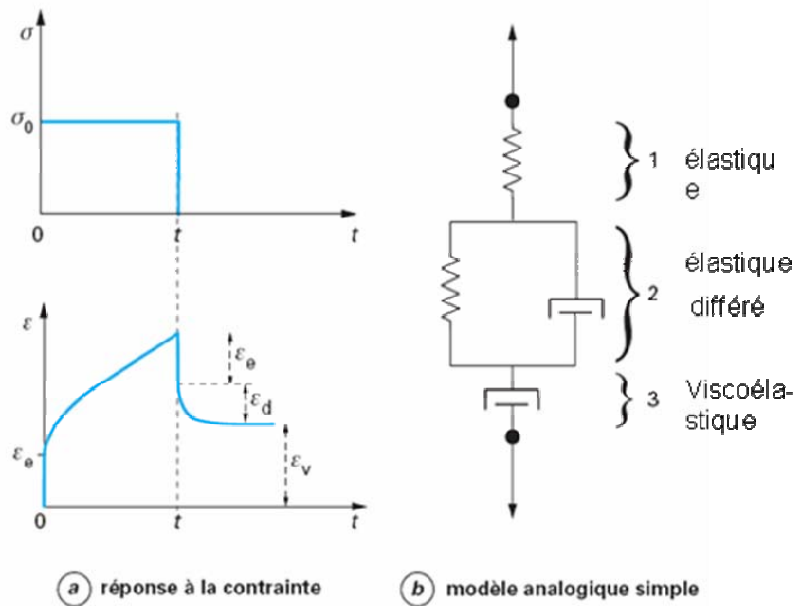 σ
σ0
0
t
t
ε
εe
εd
εe
εv
0
t
t
1 élastiqu
e
2 élastique
différé
3 Viscoéla-
stique
a réponse à la contrainte
b modèle analogique simple